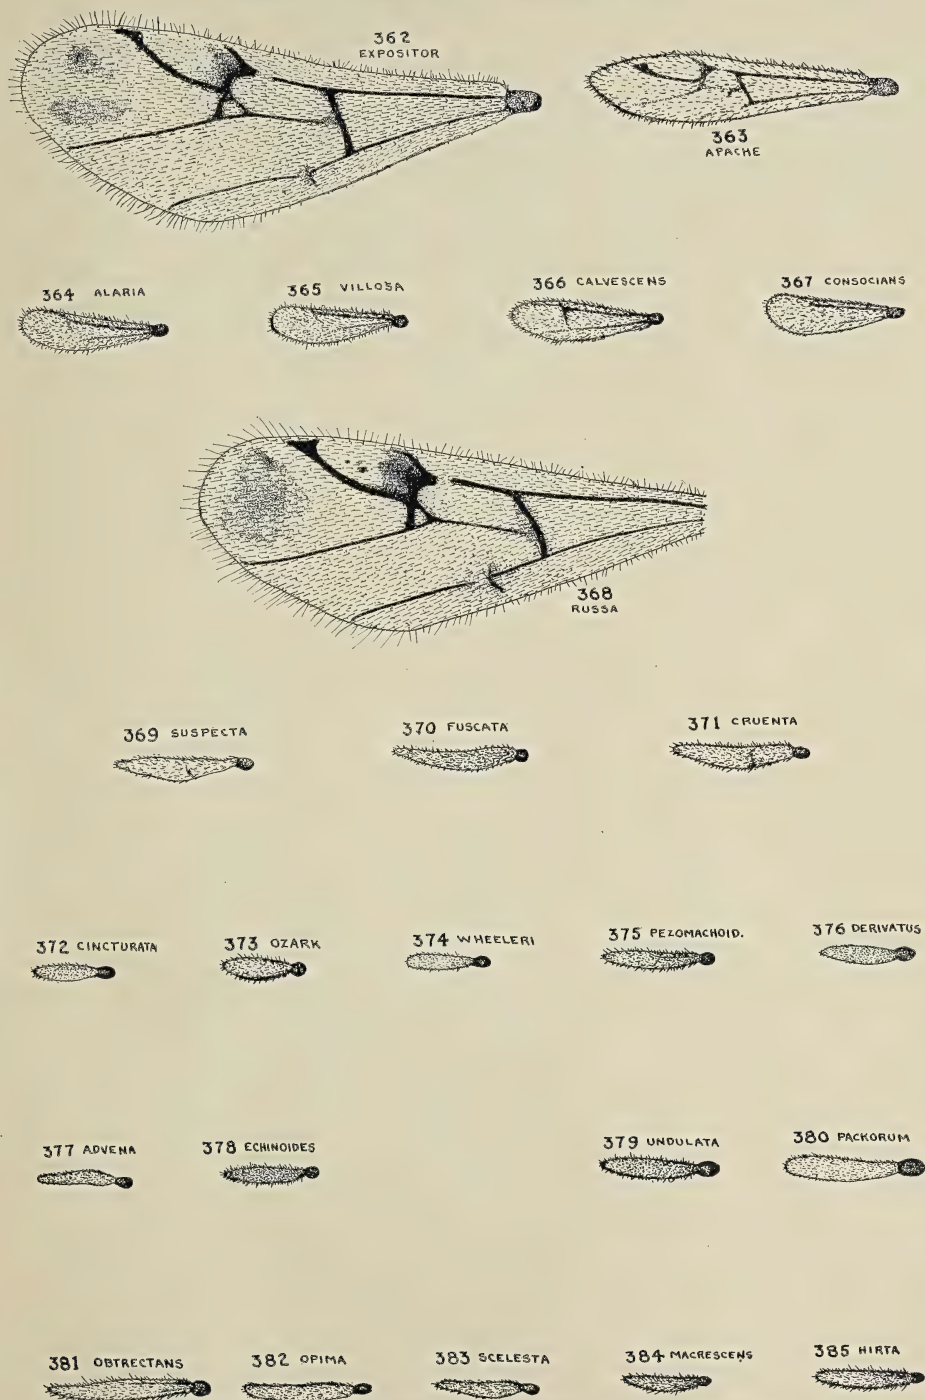 362
EXPOSITOR
363
APACHE
364 ALARIA
365 VILLOSA
366 CALVESCENS
367 CONSOCIANS
368
RUSSA
369 SUSPECTA
370 FUSCATA
371 CRUENTA
372 CINCTURATA
373 OZARK
374 WHEELERI
375 PEZOMACHOID.
376 DERIVATUS
377 ADVENA
378 ECHINOIDES
379 UNDULATA
380 PACKORUM
381 OBTRECTANS
382 OPIMA
383 SCELESTA
384 MACRESCENS
385 HIRTA